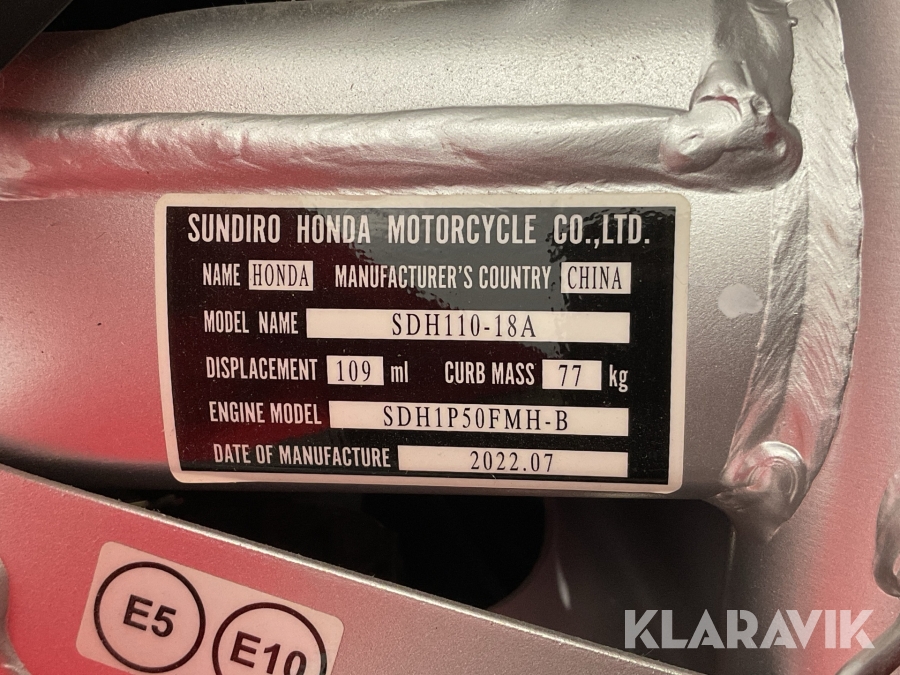 SUNDIRO HONDA MOTORCYCLE CO.,LTD.
NAME HONDA MANUFACTURER'S COUNTRY CHINA
MODEL NAME SDH110-18A
DISPLACEMENT 109 ml CURB MASS 77 kg
ENGINE MODEL SDH1P50FMH-B
DATE OF MANUFACTURE 2022.07
E5 E10
KLARAVIK